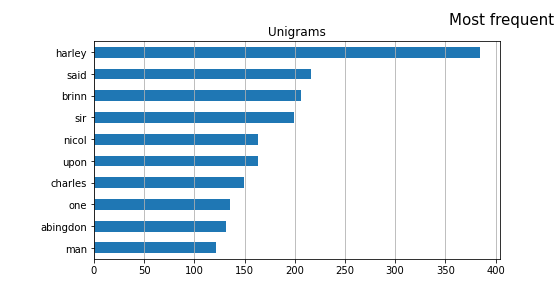 Most frequent
Unigrams
harley
said
brinn
sir
nicol
upon
charles
one
abingdon
man
0 50 100 150 200 250 300 350 400